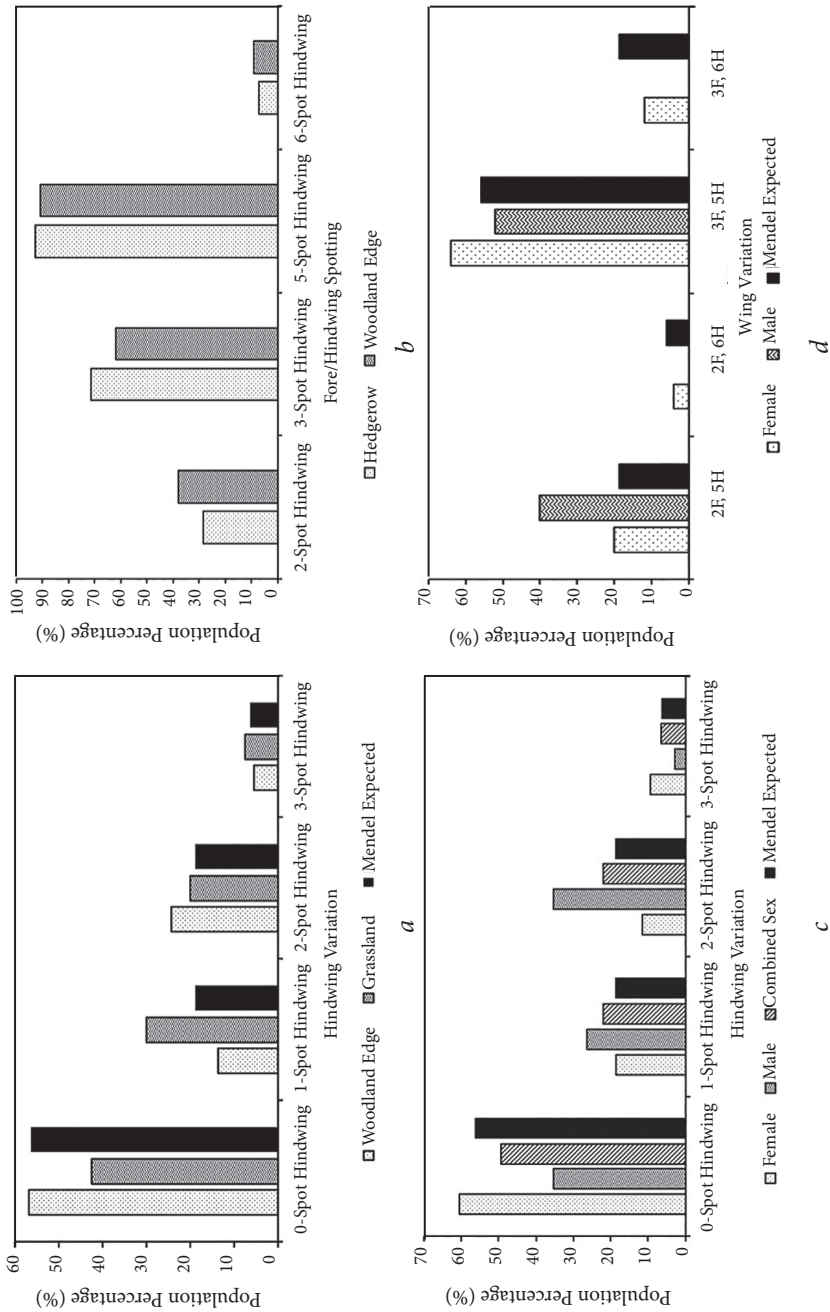 Population Percentage (%)
60
50
40
30
20
10
0
0-Spot Hindwing 1-Spot Hindwing 2-Spot Hindwing 3-Spot Hindwing
Hindwing Variation
Woodland Edge Grassland Mendel Expected
a
Population Percentage (%)
100
90
80
70
60
50
40
30
20
10
0
2-Spot Hindwing 3-Spot Hindwing 5-Spot Hindwing 6-Spot Hindwing
Fore/Hindwing Spotting
Hedgerow Woodland Edge
b
Population Percentage (%)
70
60
50
40
30
20
10
0
0-Spot Hindwing 1-Spot Hindwing 2-Spot Hindwing 3-Spot Hindwing
Hindwing Variation
Female Male Combined Sex Mendel Expected
c
Population Percentage (%)
70
60
50
40
30
20
10
0
2F, 5H 2F, 6H 3F, 5H 3F, 6H
Wing Variation
Female Male Mendel Expected
d